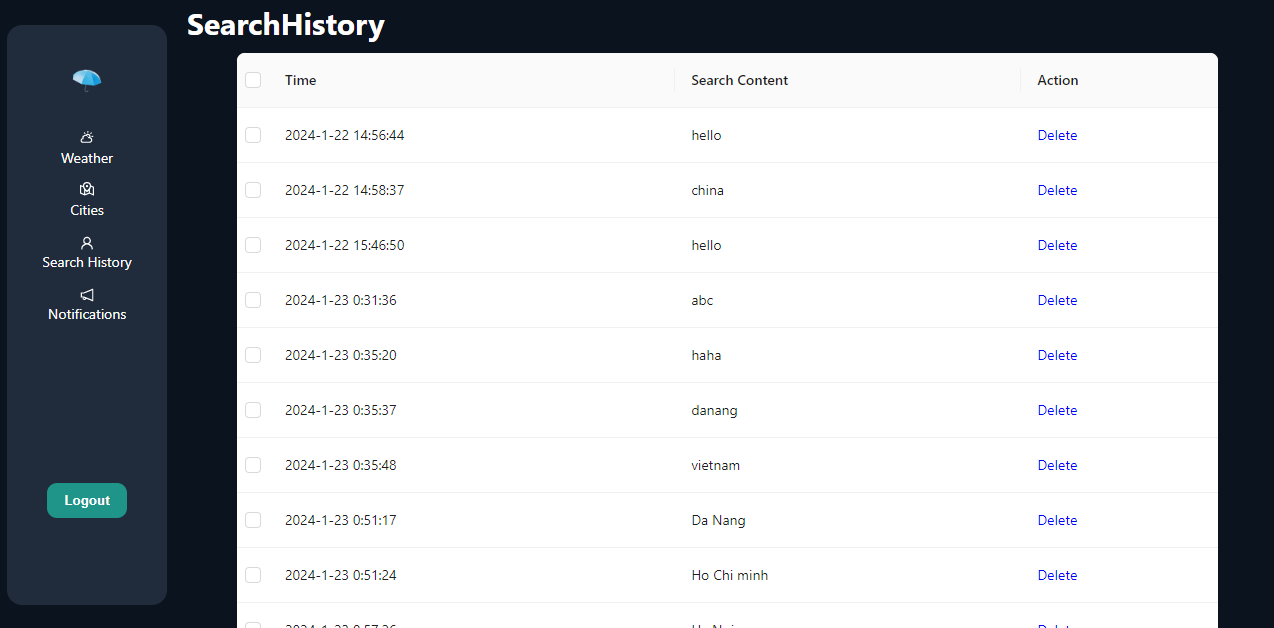 SearchHistory
Weather
Cities
Search History
Notifications
Logout
Time Search Content Action
2024-1-22 14:56:44 hello Delete
2024-1-22 14:58:37 china Delete
2024-1-22 15:46:50 hello Delete
2024-1-23 0:31:36 abc Delete
2024-1-23 0:35:20 haha Delete
2024-1-23 0:35:37 danang Delete
2024-1-23 0:35:48 vietnam Delete
2024-1-23 0:51:17 Da Nang Delete
2024-1-23 0:51:24 Ho Chi minh Delete